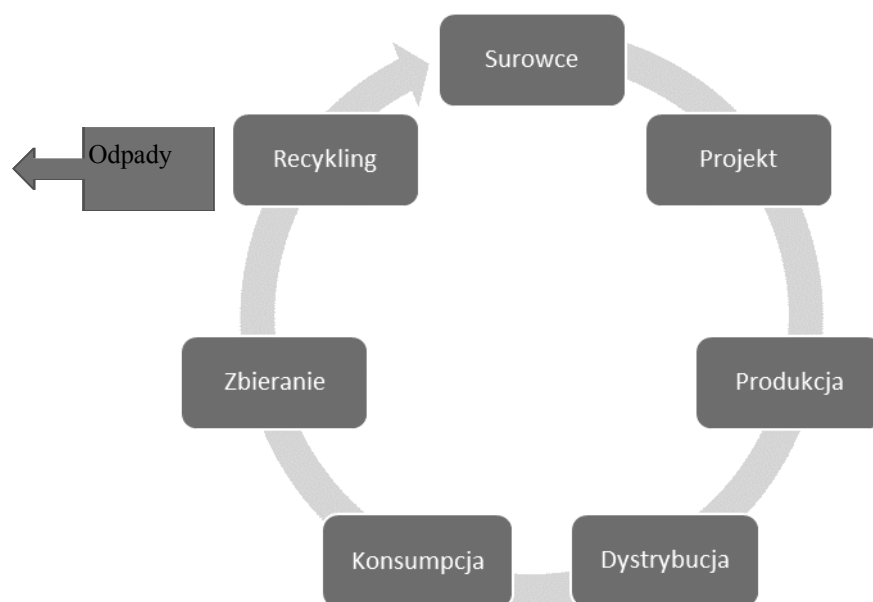 Surowce
Projekt
Produkcja
Dystrybucja
Konsumpcja
Zbieranie
Recykling
Odpady